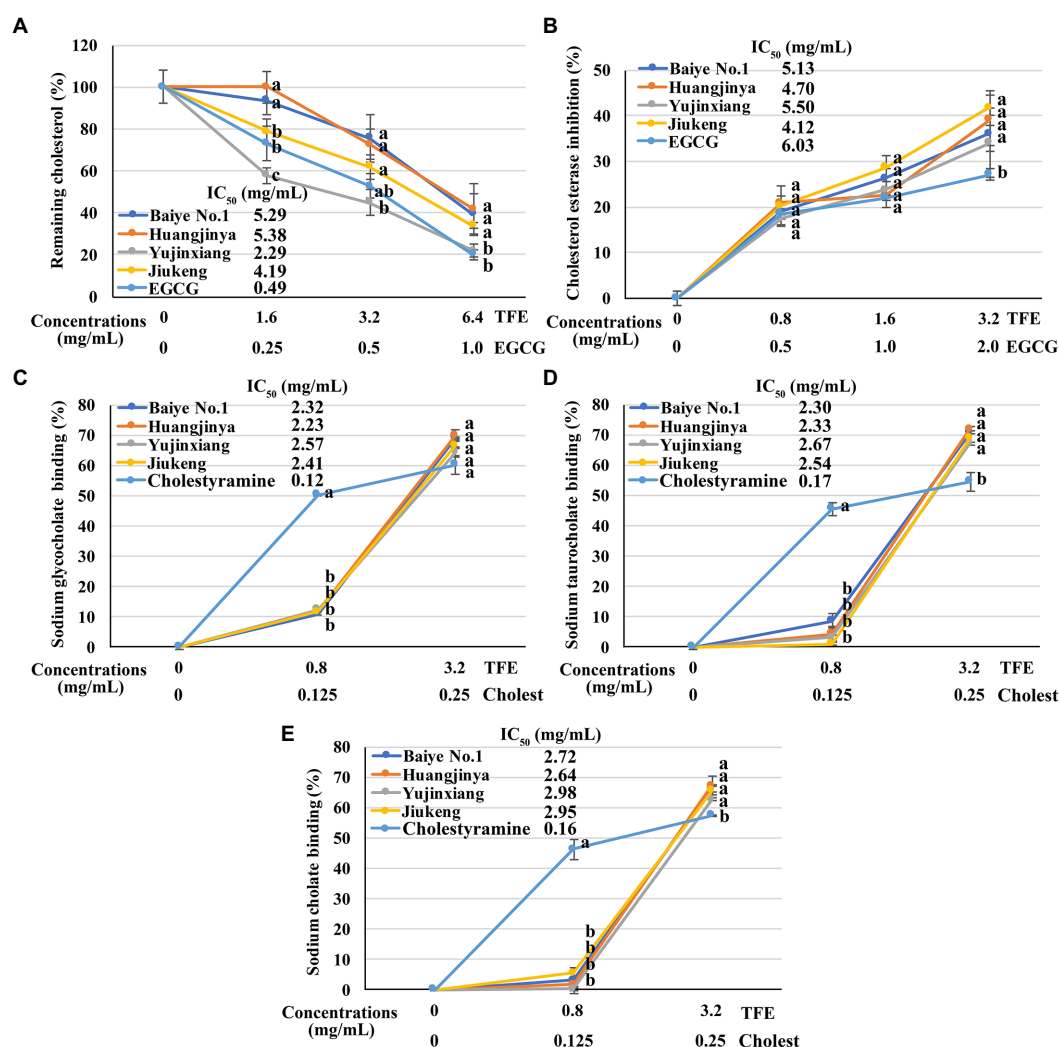 A
Remaining cholesterol (%)
120
100
80
60
40
20
0
a
a
b
b
c
a
a
a
ab
b
a
a
a
b
b
IC50 (mg/mL)
Baiye No.1 5.29
Huangjinya 5.38
Yujinxiang 2.29
Jiukeng 4.19
EGCG 0.49
Concentrations (mg/mL)
0 1.6 3.2 6.4 TFE
0 0.25 0.5 1.0 EGCG
B
Cholesterol esterase inhibition (%)
IC50 (mg/mL)
Baiye No.1 5.13
Huangjinya 4.70
Yujinxiang 5.50
Jiukeng 4.12
EGCG 6.03
50
40
30
20
10
0
a
a
a
a
a
a
a
a
a
a
a
a
a
a
b
Concentrations (mg/mL)
0 0.8 1.6 3.2 TFE
0 0.5 1.0 2.0 EGCG
C
Sodium glycocholate binding (%)
IC50 (mg/mL)
Baiye No.1 2.32
Huangjinya 2.23
Yujinxiang 2.57
Jiukeng 2.41
Cholestyramine 0.12
80
70
60
50
40
30
20
10
0
a
b
b
b
b
a
a
a
a
a
Concentrations (mg/mL)
0 0.8 3.2 TFE
0 0.125 0.25 Cholest
D
Sodium taurocholate binding (%)
IC50 (mg/mL)
Baiye No.1 2.30
Huangjinya 2.33
Yujinxiang 2.67
Jiukeng 2.54
Cholestyramine 0.17
80
70
60
50
40
30
20
10
0
a
b
b
b
b
a
a
a
a
b
Concentrations (mg/mL)
0 0.8 3.2 TFE
0 0.125 0.25 Cholest
E
Sodium cholate binding (%)
IC50 (mg/mL)
Baiye No.1 2.72
Huangjinya 2.64
Yujinxiang 2.98
Jiukeng 2.95
Cholestyramine 0.16
80
70
60
50
40
30
20
10
0
a
b
b
b
b
a
a
a
a
b
Concentrations (mg/mL)
0 0.8 3.2 TFE
0 0.125 0.25 Cholest